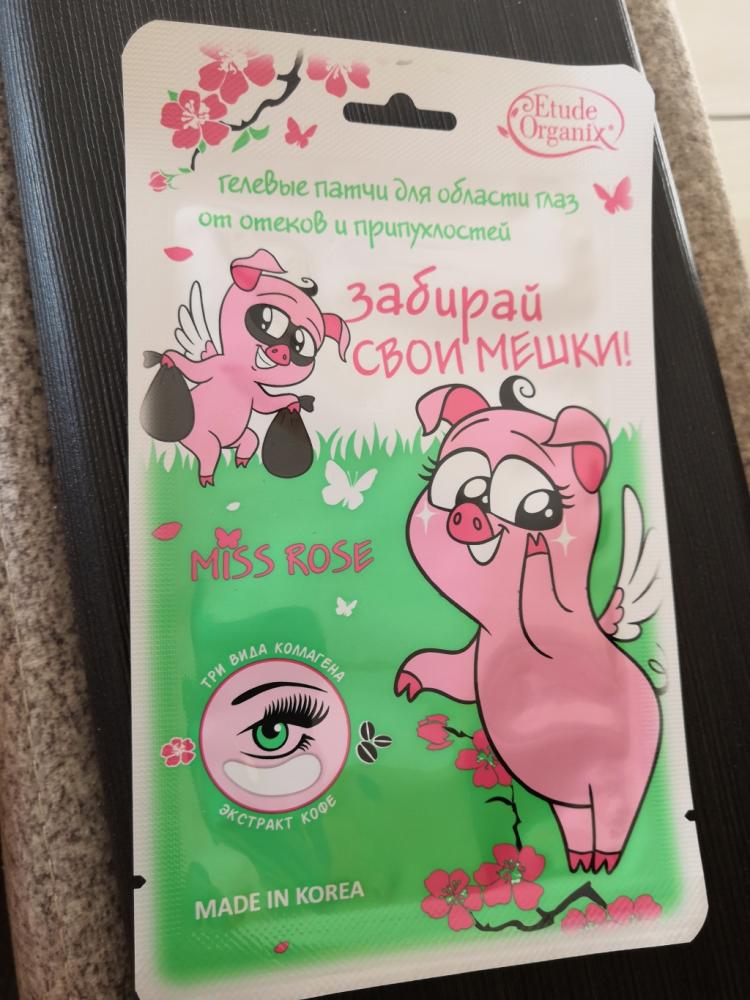 Etude
Organix®
гелевые патчи для области глаз
от отеков и припухлостей
забирай
СВОИ МЕШКИ!
MISS ROSE
ТРИ ВИДА КОЛЛАГЕНА
ЭКСТРАКТ КОФЕ
MADE IN KOREA